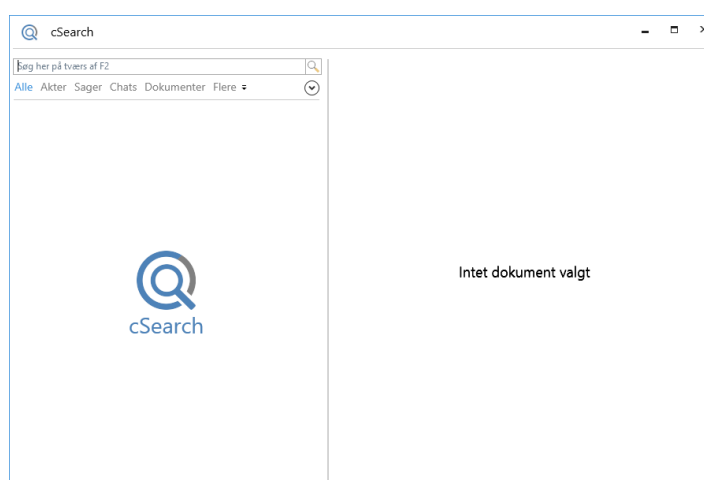 cSearch
Søg her på tværs af F2
Alle Akter Sager Chats Dokumenter Flere
cSearch
Intet dokument valgt